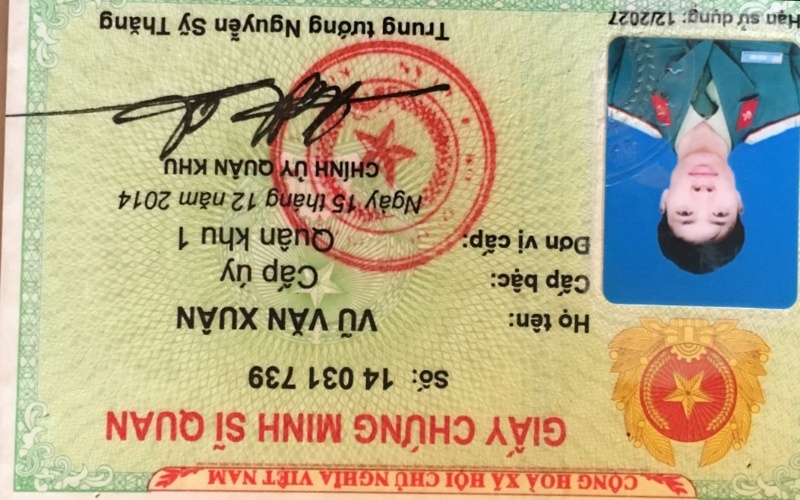 CỘNG HOÀ XÃ HỘI CHỦ NGHĨA VIỆT NAM
GIẤY CHỨNG MINH SĨ QUAN
Số: 14 031 739
Họ tên: VŨ VĂN XUÂN
Cấp bậc: Cấp úy
Đơn vị cấp: Quân khu 1
Ngày 15 tháng 12 năm 2014
CHÍNH ỦY QUÂN KHU
Trung tướng Nguyễn Sỹ Thăng
Hạn sử dụng: 12/2027